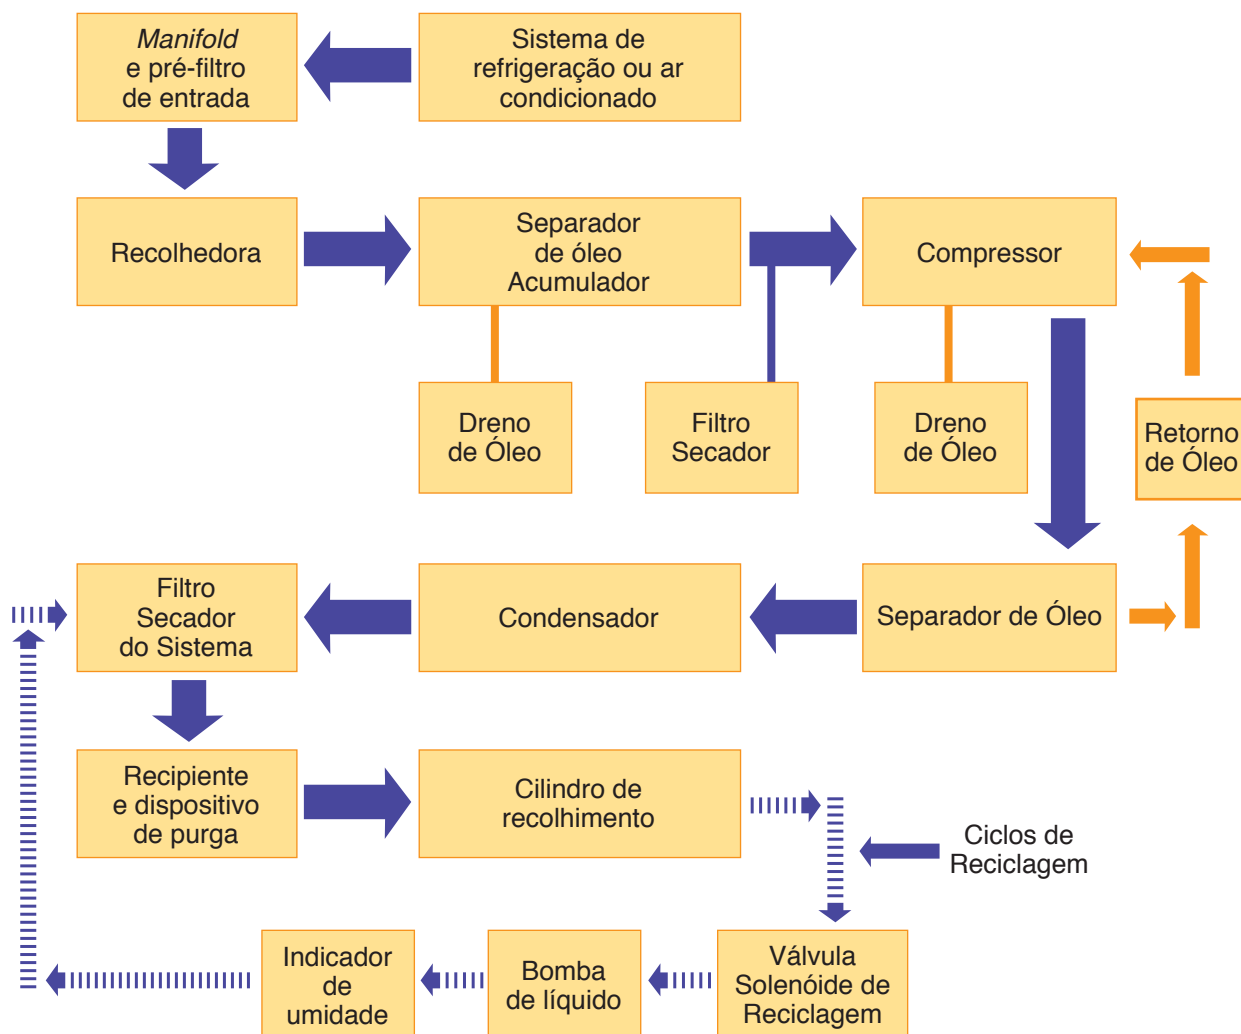 Manifold
e pré-filtro
de entrada
Sistema de
refrigeração ou ar
condicionado
Recolhedora
Separador
de óleo
Acumulador
Compressor
Dreno
de Óleo
Filtro
Secador
Dreno
de Óleo
Retorno
de Óleo
Filtro
Secador
do Sistema
Condensador
Separador de Óleo
Recipiente
e dispositivo
de purga
Cilindro de
recolhimento
Ciclos de
Reciclagem
Indicador
de
umidade
Bomba
de líquido
Válvula
Solenóide de
Reciclagem